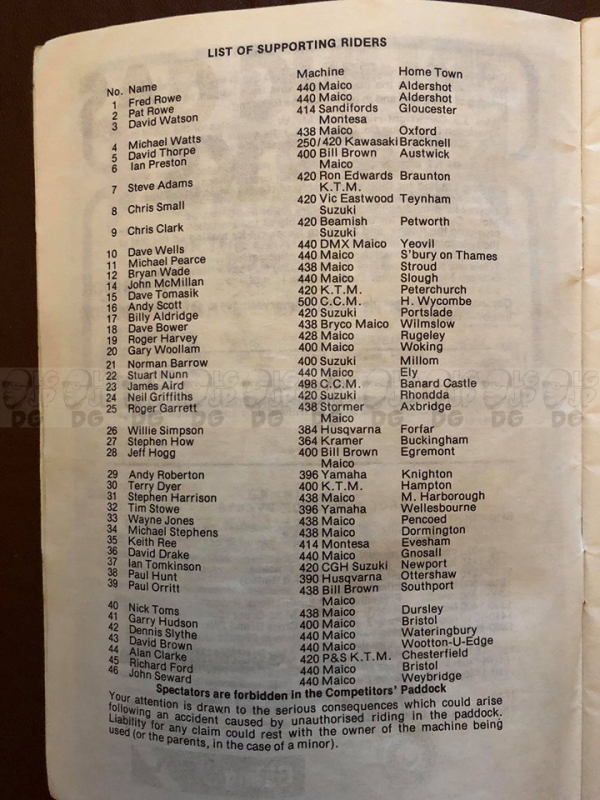 LIST OF SUPPORTING RIDERS
No. Name Machine Home Town
1 Fred Rowe 440 Maico Aldershot
2 Pat Rowe 440 Maico Aldershot
3 David Watson 414 Sandifords Gloucester
Montesa
4 Michael Watts 438 Maico Oxford
5 David Thorpe 250/420 Kawasaki Bracknell
6 Ian Preston 400 Bill Brown Austwick
Maico
7 Steve Adams 420 Ron Edwards Braunton
K.T.M.
8 Chris Small 420 Vic Eastwood Teynham
Suzuki
9 Chris Clark 420 Beamish Petworth
Suzuki
10 Dave Wells 440 DMX Maico Yeovil
11 Michael Pearce 440 Maico S'bury on Thames
12 Bryan Wade 438 Maico Stroud
14 John McMillan 440 Maico Slough
15 Dave Tomasik 420 K.T.M. Peterchurch
16 Andy Scott 500 C.C.M. H. Wycombe
17 Billy Aldridge 420 Suzuki Portslade
18 Dave Bower 438 Bryco Maico Wilmslow
19 Roger Harvey 428 Maico Rugeley
20 Gary Woollam 400 Maico Woking
21 Norman Barrow 400 Suzuki Millom
22 Stuart Nunn 440 Maico Ely
23 James Aird 498 C.C.M. Banard Castle
24 Neil Griffiths 420 Suzuki Rhondda
25 Roger Garrett 438 Stormer Axbridge
Maico
26 Willie Simpson 384 Husqvarna Forfar
27 Stephen How 364 Kramer Buckingham
28 Jeff Hogg 400 Bill Brown Egremont
Maico
29 Andy Roberton 396 Yamaha Knighton
30 Terry Dyer 400 K.T.M. Hampton
31 Stephen Harrison 438 Maico M. Harborough
32 Tim Stowe 396 Yamaha Wellesbourne
33 Wayne Jones 438 Maico Pencoed
34 Michael Stephens 438 Maico Dormington
35 Keith Ree 414 Montesa Evesham
36 David Drake 440 Maico Gnosall
37 Ian Tomkinson 420 CGH Suzuki Newport
38 Paul Hunt 390 Husqvarna Ottershaw
39 Paul Orritt 438 Bill Brown Southport
Maico
40 Nick Toms 438 Maico Dursley
41 Garry Hudson 400 Maico Bristol
42 Dennis Slythe 440 Maico Wateringbury
43 David Brown 440 Maico Wootton-U-Edge
44 Alan Clarke 420 P&S K.T.M. Chesterfield
45 Richard Ford 440 Maico Bristol
46 John Seward 440 Maico Weybridge
Spectators are forbidden in the Competitors' Paddock
Your attention is drawn to the serious consequences which could arise
following an accident caused by unauthorised riding in the paddock.
Liability for any claim could rest with the owner of the machine being
used (or the parents, in the case of a minor).